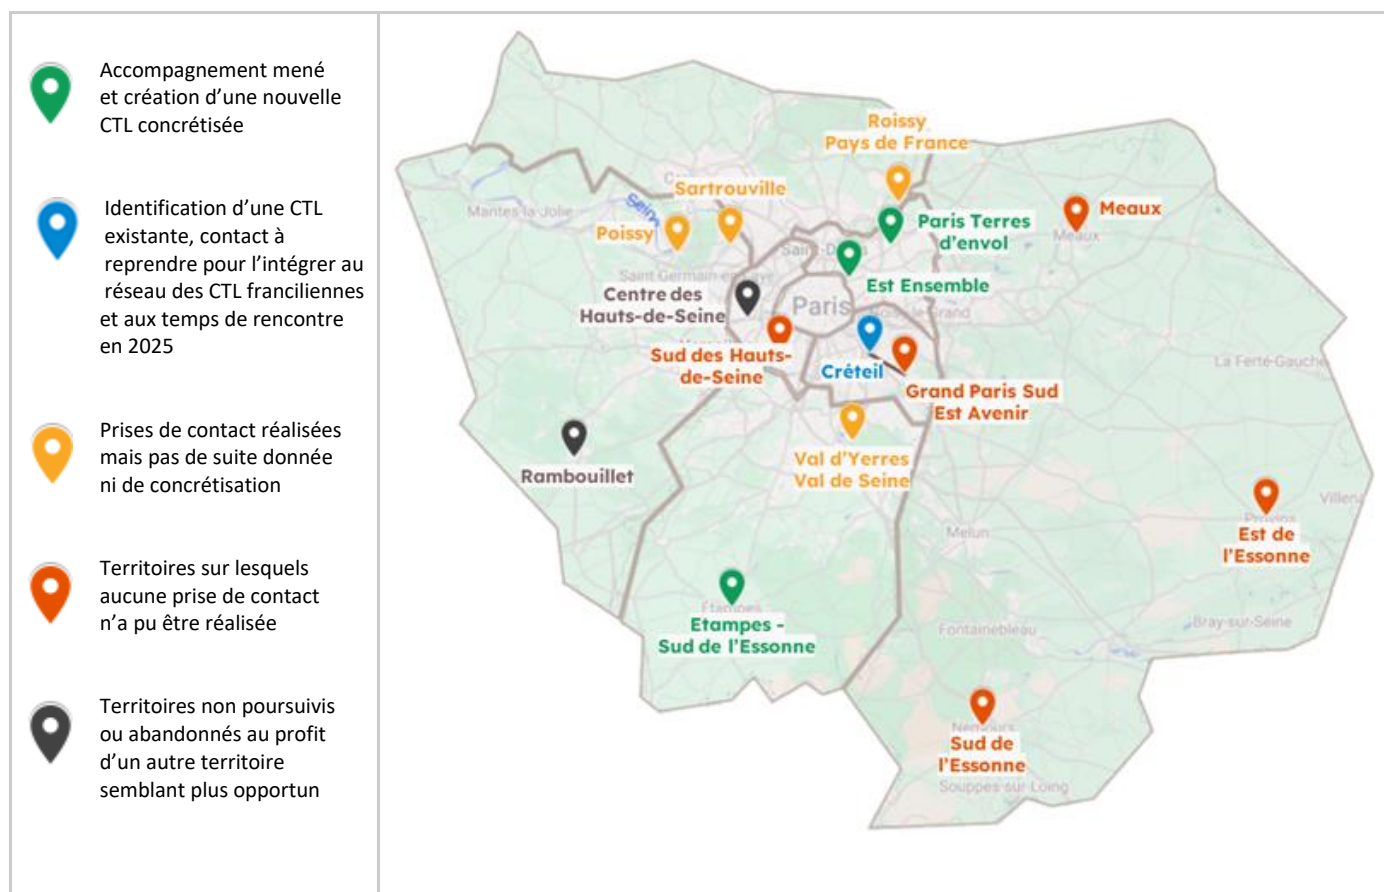 Accompagnement mené
et création d’une nouvelle
CTL concrétisée
Identification d’une CTL
existante, contact à
reprendre pour l’intégrer au
réseau des CTL franciliennes
et aux temps de rencontre
en 2025
Prises de contact réalisées
mais pas de suite donnée
ni de concrétisation
Territoires sur lesquels
aucune prise de contact
n’a pu être réalisée
Territoires non poursuivis
ou abandonnés au profit
d’un autre territoire
semblant plus opportun
Roissy
Pays de France
Sartrouville
Mantes-la-Jolie
Poissy
Meaux
Meaux
Paris Terres
d’envol
Est Ensemble
Centre des
Hauts-de-Seine
Paris
Sud des Hauts-
de-Seine
Créteil
Grand Paris Sud
Est Avenir
Rambouillet
Val d’Yerres
Val de Seine
Melun
Est de
l’Essonne
Etampes -
Sud de l’Essonne
Fontainebleau
Bray-sur-Seine
Nemours
Sud de
l’Essonne
Souppes-sur-Loing